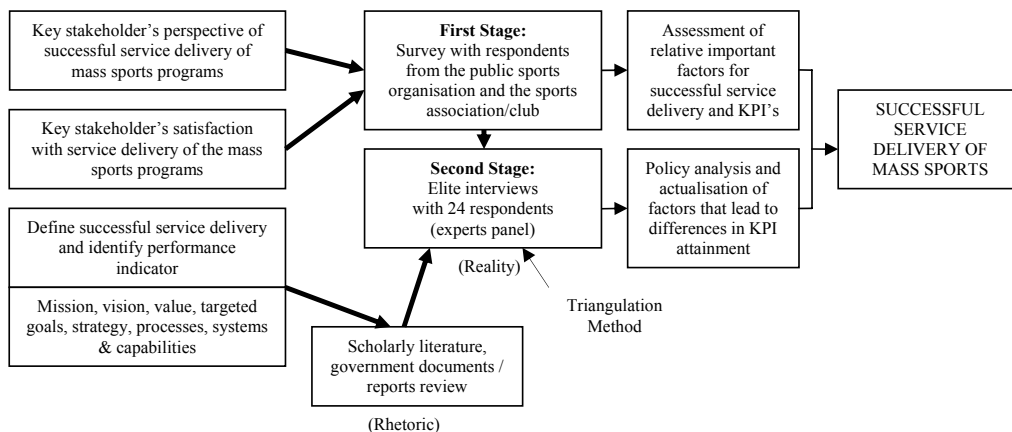 Key stakeholder's perspective of
successful service delivery of
mass sports programs
Key stakeholder's satisfaction
with service delivery of the mass
sports programs
Define successful service delivery
and identify performance
indicator
Mission, vision, value, targeted
goals, strategy, processes, systems
& capabilities
First Stage:
Survey with respondents
from the public sports
organisation and the sports
association/club
Second Stage:
Elite interviews
with 24 respondents
(experts panel)
(Reality)
Triangulation
Method
Scholarly literature,
government documents /
reports review
(Rhetoric)
Assessment of
relative important
factors for
successful service
delivery and KPI's
Policy analysis and
actualisation of
factors that lead to
differences in KPI
attainment
SUCCESSFUL
SERVICE
DELIVERY OF
MASS SPORTS